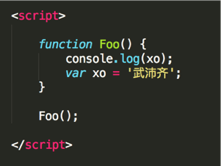 <script>
function Foo() {
console.log(xo);
var xo = '武沛齐';
}
Foo();
</script>